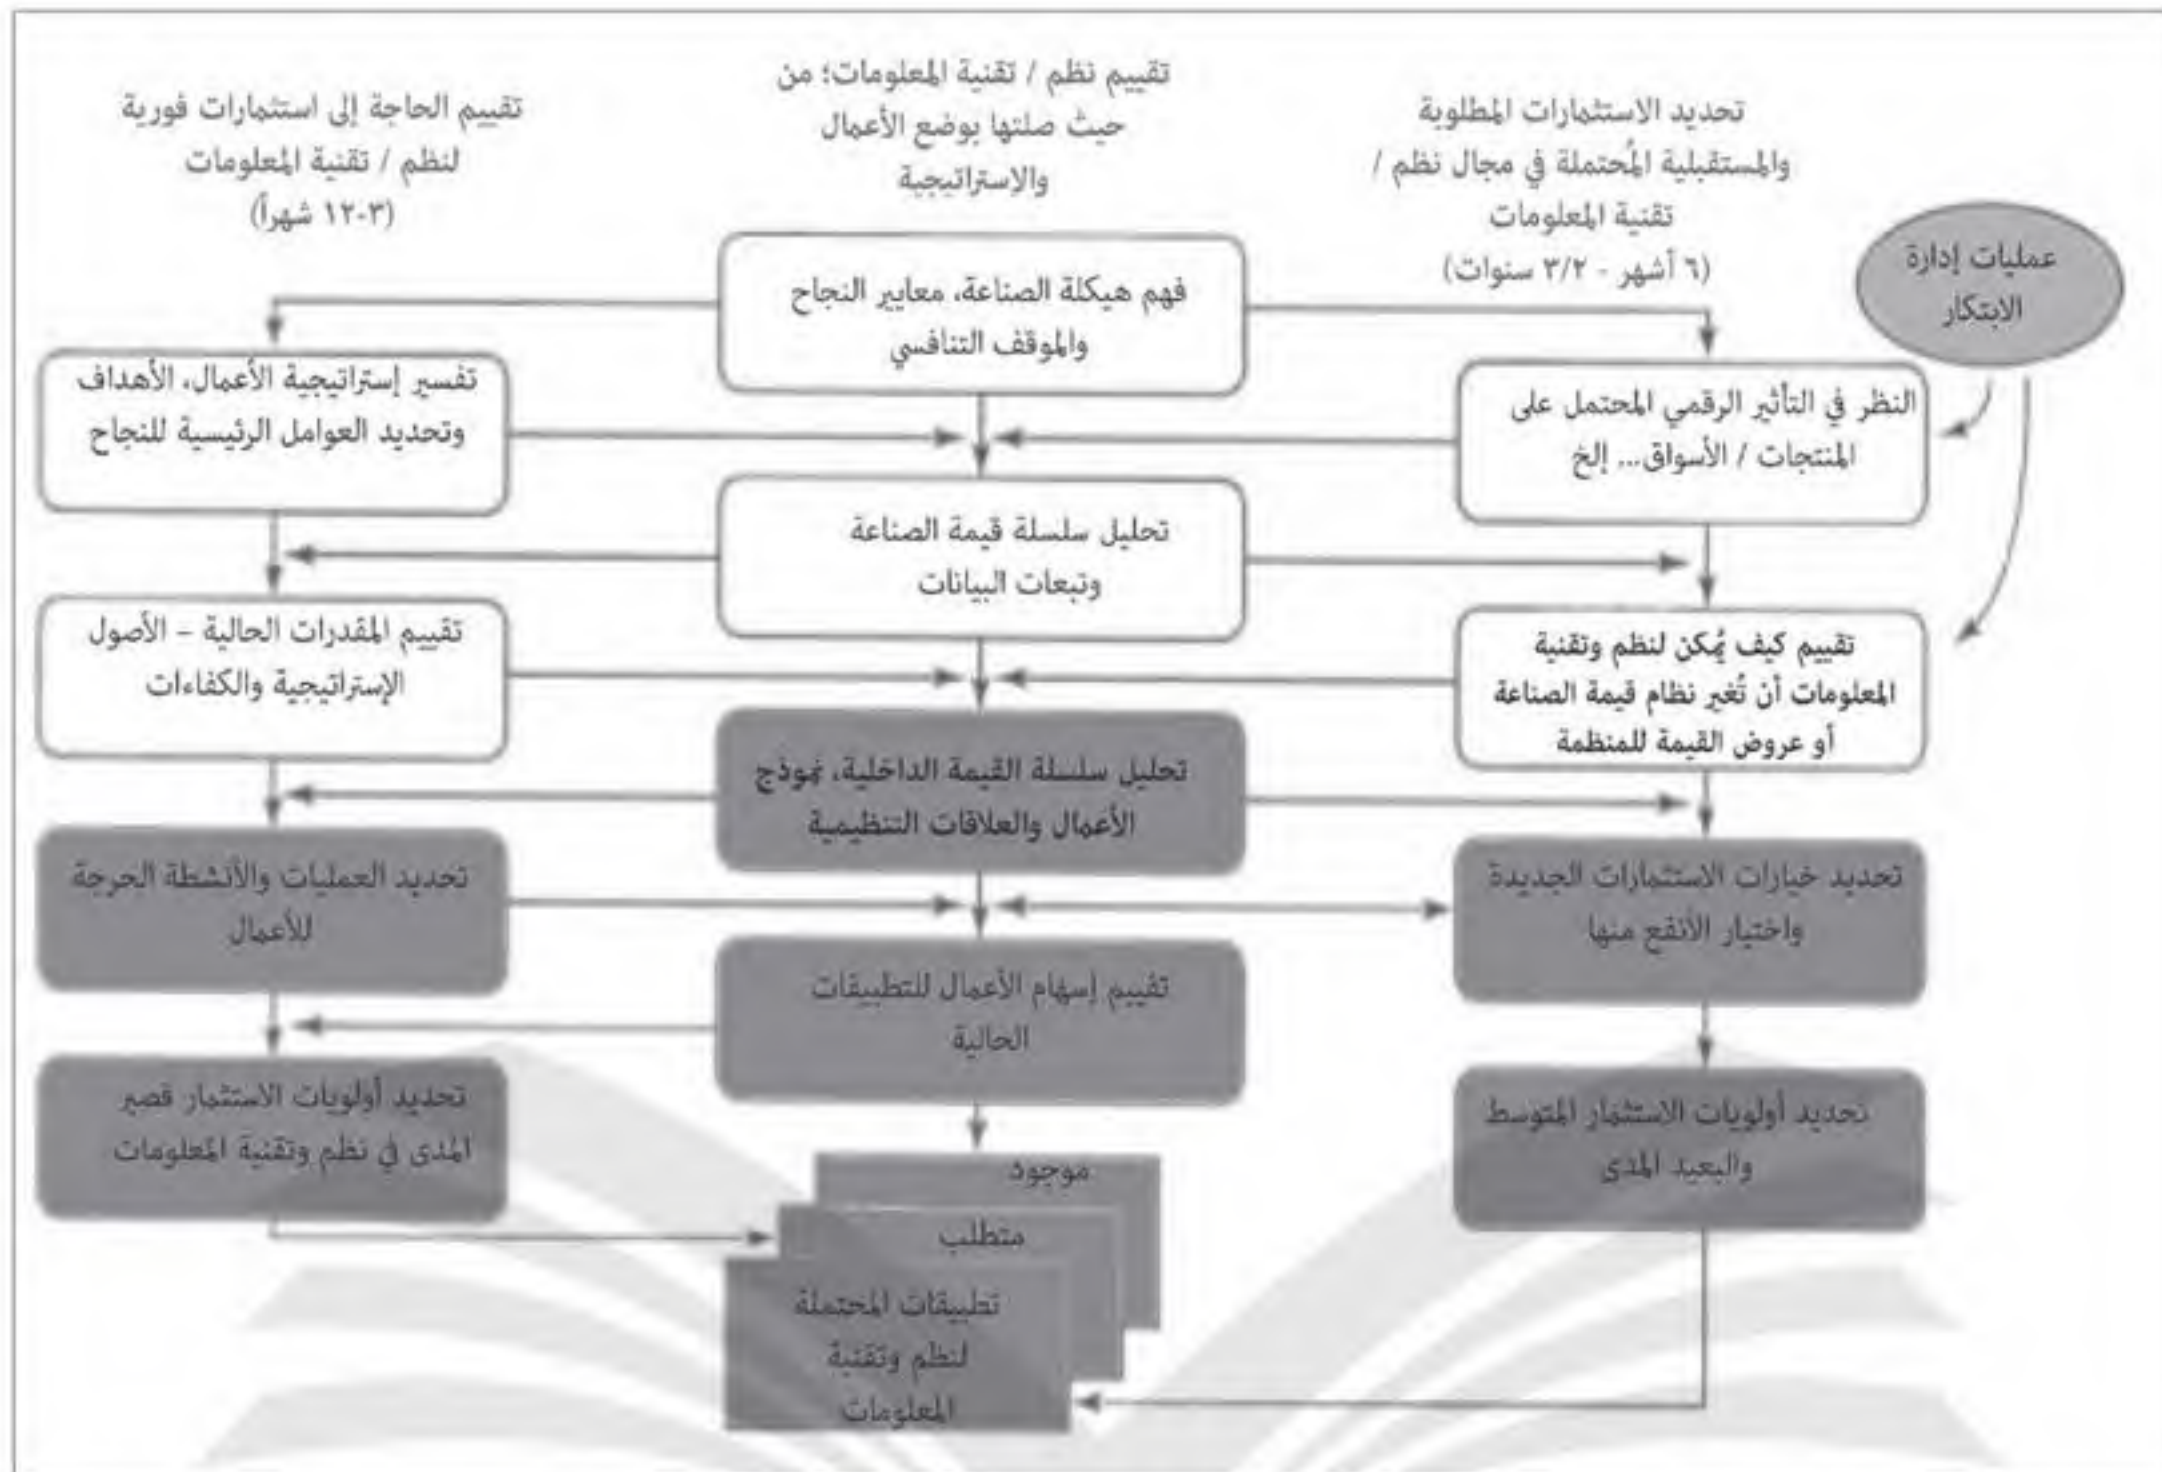 تحديد الاستثمارات المطلوبة
والمستقبلية المُحتملة في مجال نظم /
تقنية المعلومات
(٦ أشهر - ٣/٢ سنوات)
عمليات إدارة
الابتكار
النظر في التأثير الرقمي المحتمل على
المنتجات / الأسواق... إلخ
تقييم كيف يُمكن لنظم وتقنية
المعلومات أن تُغير نظام قيمة الصناعة
أو عروض القيمة للمنظمة
تحديد خيارات الاستثمارات الجديدة
واختيار الأنفع منها
تحديد أولويات الاستثمار المتوسط
والبعيد المدى
تقييم نظم / تقنية المعلومات؛ من
حيث صلتها بوضع الأعمال
والإستراتيجية
فهم هيكلة الصناعة، معايير النجاح
والموقف التنافسي
تحليل سلسلة قيمة الصناعة
وتبعات البيانات
تحليل سلسلة القيمة الداخلية، نموذج
الأعمال والعلاقات التنظيمية
تقييم إسهام الأعمال للتطبيقات
الحالية
موجود
متطلب
تطبيقات المحتملة
لنظم وتقنية
المعلومات
تقييم الحاجة إلى استثمارات فورية
لنظم / تقنية المعلومات
(٣-١٢ شهراً)
تفسير إستراتيجية الأعمال، الأهداف
وتحديد العوامل الرئيسية للنجاح
تقييم المقدرات الحالية – الأصول
الإستراتيجية والكفاءات
تحديد العمليات والأنشطة الحرجة
للأعمال
تحديد أولويات الاستثمار قصير
المدى في نظم وتقنية المعلومات